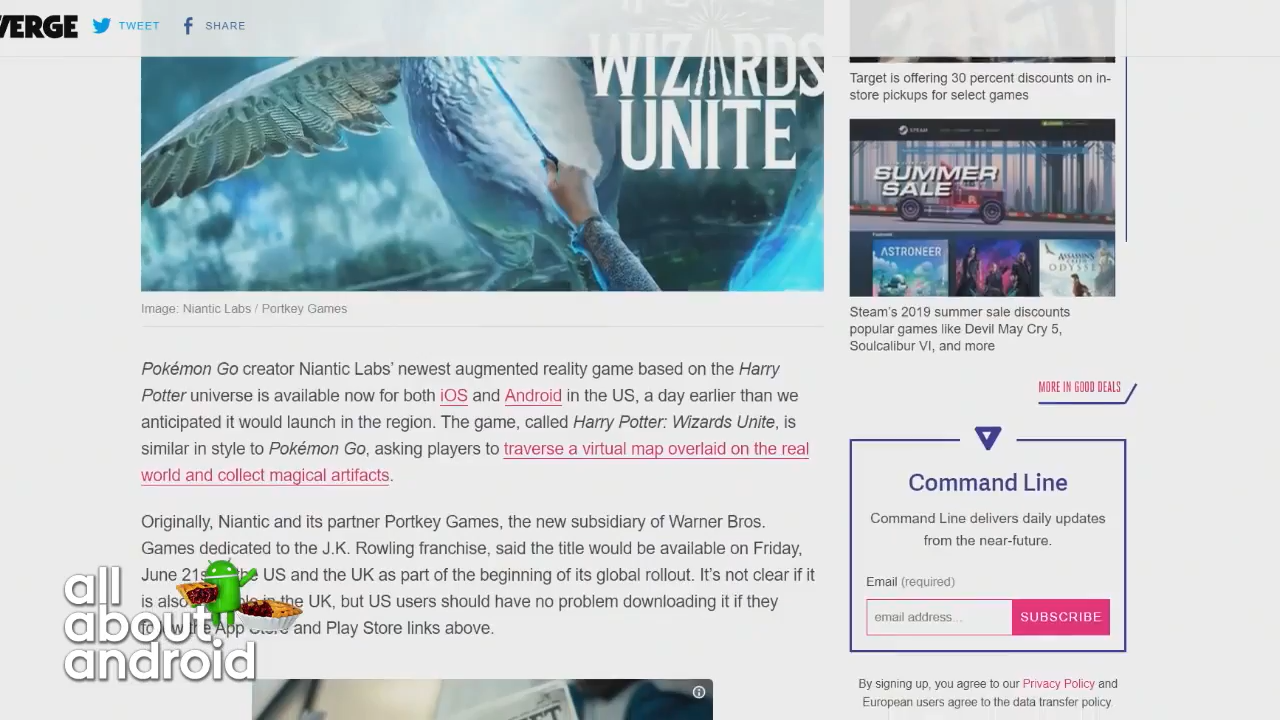 VERGE TWEET SHARE
WIZARDS
UNITE
Image: Niantic Labs / Portkey Games
Pokémon Go creator Niantic Labs' newest augmented reality game based on the Harry
Potter universe is available now for both iOS and Android in the US, a day earlier than we
anticipated it would launch in the region. The game, called Harry Potter: Wizards Unite, is
similar in style to Pokémon Go, asking players to traverse a virtual map overlaid on the real
world and collect magical artifacts.
Originally, Niantic and its partner Portkey Games, the new subsidiary of Warner Bros.
Games dedicated to the J.K. Rowling franchise, said the title would be available on Friday,
June 21s the US and the UK as part of the beginning of its global rollout. It's not clear if it
is also in the UK, but US users should have no problem downloading it if they
the App Store and Play Store links above.
all
about
android
Target is offering 30 percent discounts on in-
store pickups for select games
STEAM
SUMMER
SALE
ASTRONEER
ASSASSIN'S
ODYSSEY
Steam's 2019 summer sale discounts
popular games like Devil May Cry 5,
Soulcalibur VI, and more
MORE IN GOOD DEALS
Command Line
Command Line delivers daily updates
from the near-future.
Email (required)
email address...
SUBSCRIBE
By signing up, you agree to our Privacy Policy and
European users agree to the data transfer policy.